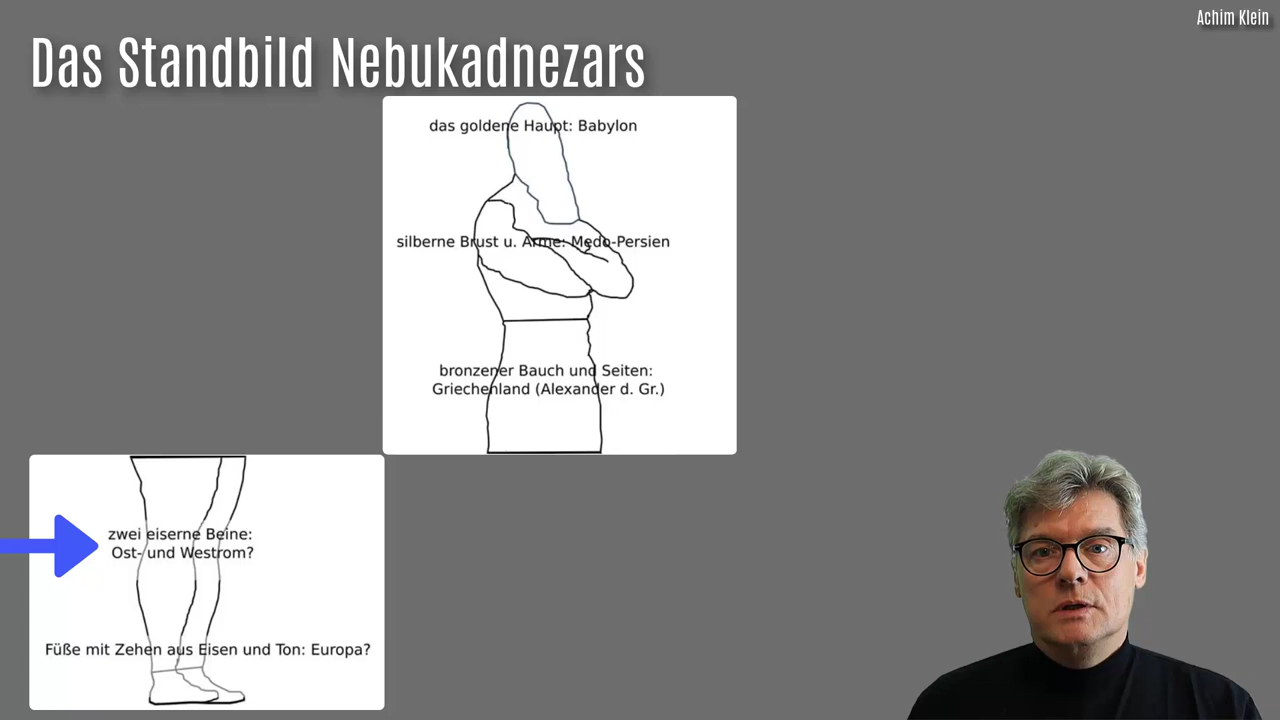 Achim Klein
Das Standbild Nebukadnezars
das goldene Haupt: Babylon
silberne Brust u. Arme: Medo-Persien
bronzener Bauch und Seiten:
Griechenland (Alexander d. Gr.)
zwei eiserne Beine:
Ost- und Westrom?
Füße mit Zehen aus Eisen und Ton: Europa?